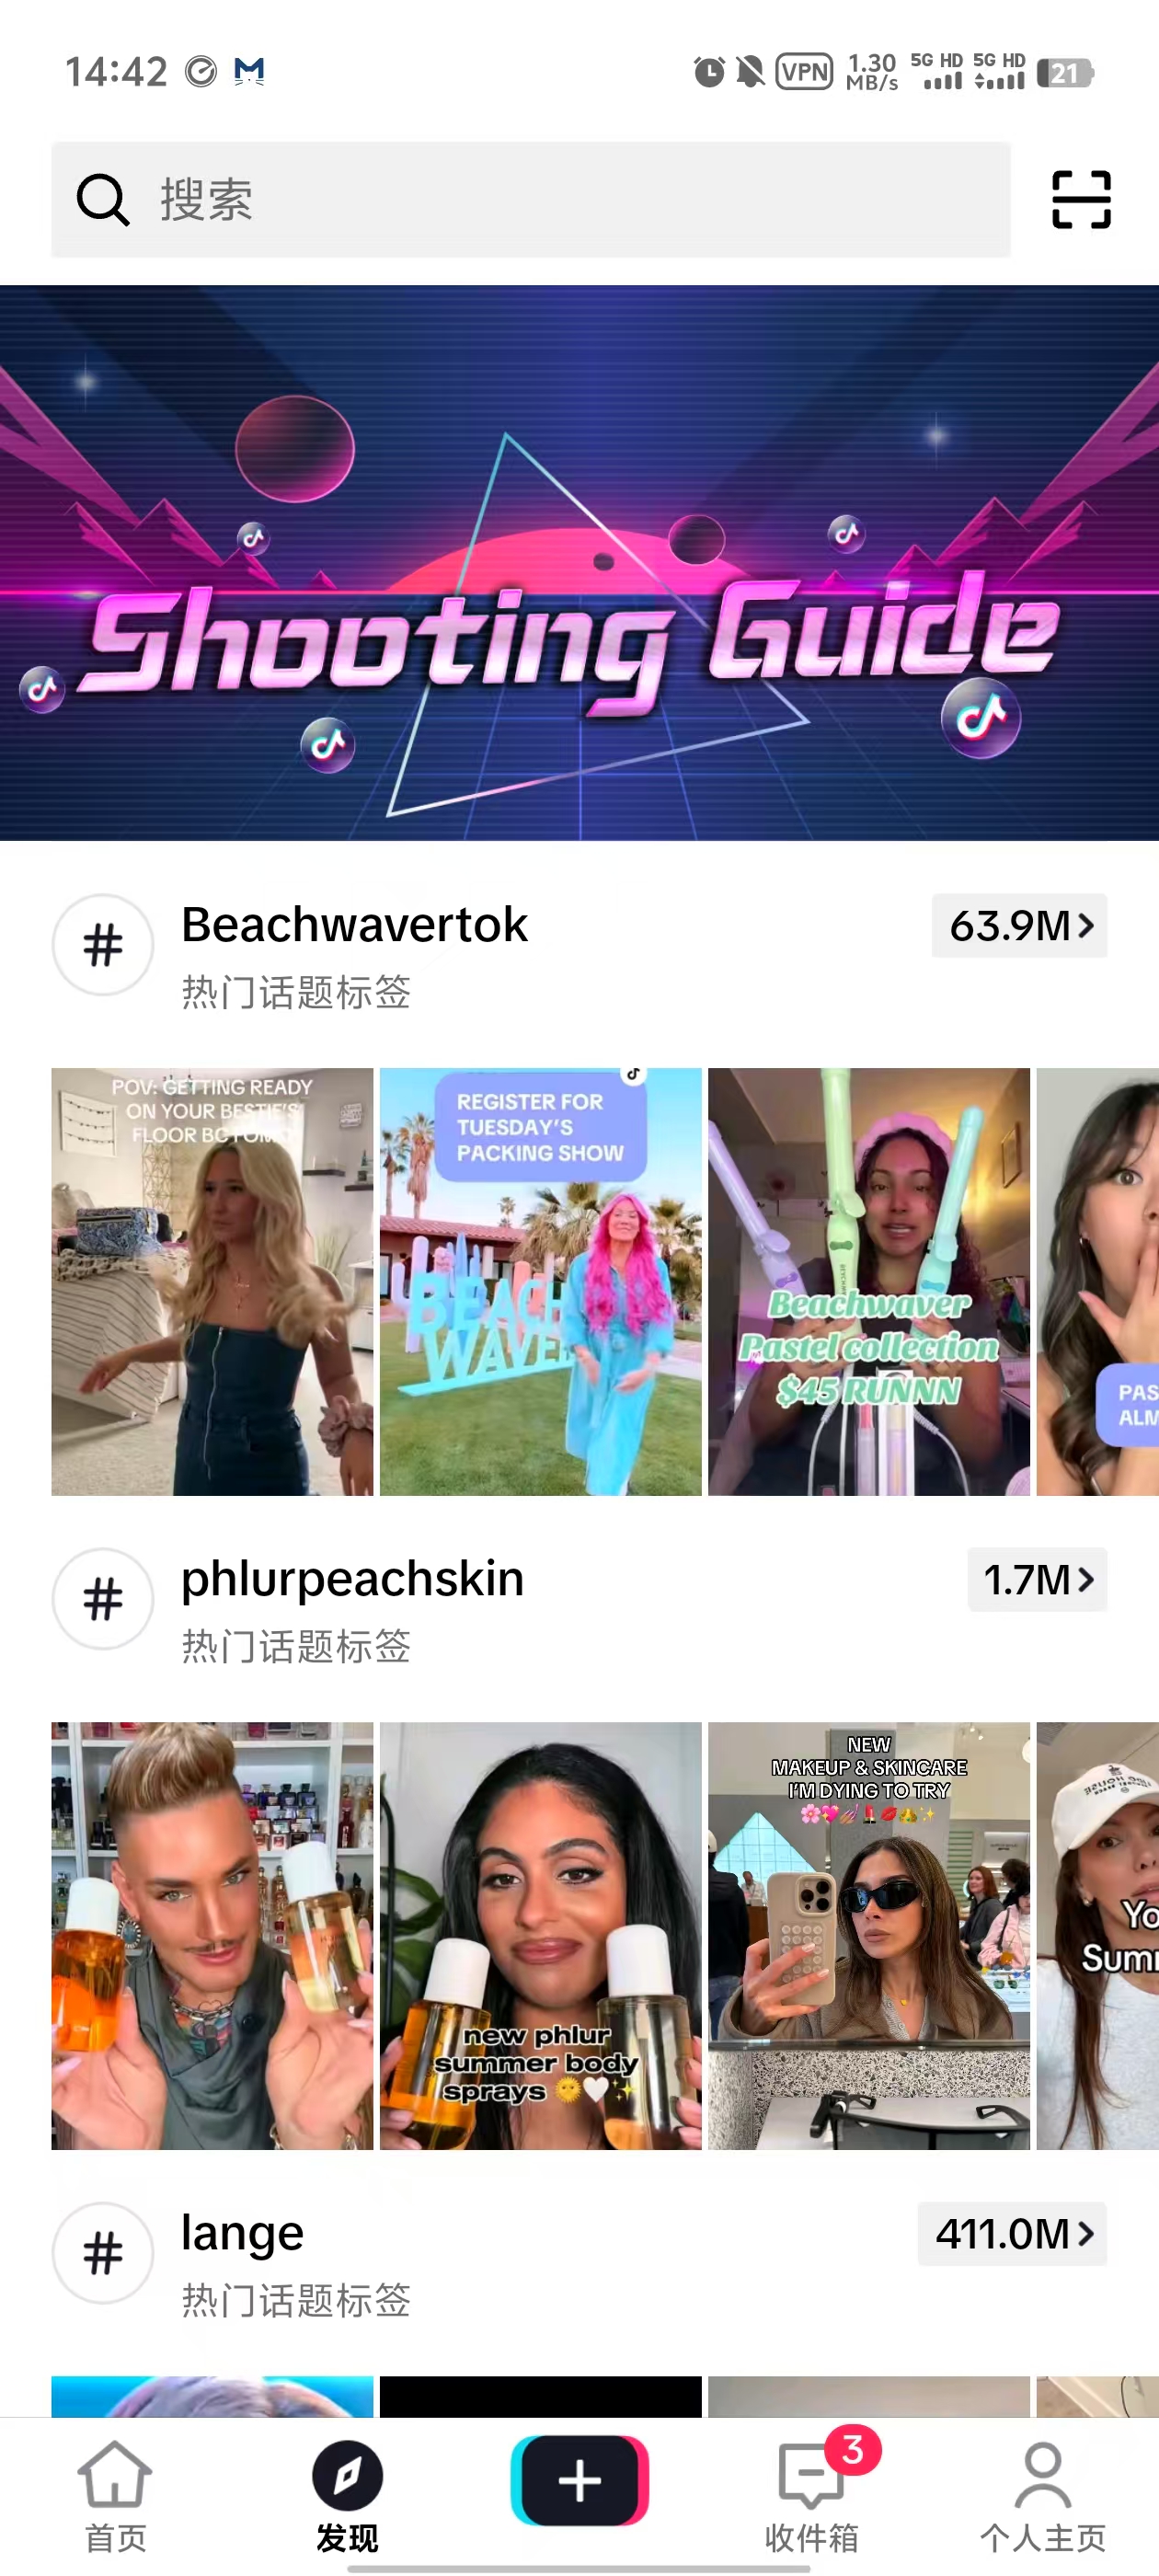 14:42
VPN
1.30
MB/s
5G HD 5G HD
21
搜索
Shooting Guide
# Beachwavertok
63.9M
热门话题标签
POV: GETTING READY
ON YOUR BESTIE'S
FLOOR BC
REGISTER FOR
TUESDAY'S
PACKING SHOW
BEACH
WAVER
Beachwaver
Pastel collection
$45 RUNNN
PAS
ALM
# phlurpeachskin
1.7M
热门话题标签
new phlur
summer body
sprays 🌞🤍✨
NEW
MAKEUP & SKINCARE
I'M DYING TO TRY
Yo
Sum
# lange
411.0M
热门话题标签
首页
发现
3
收件箱
个人主页